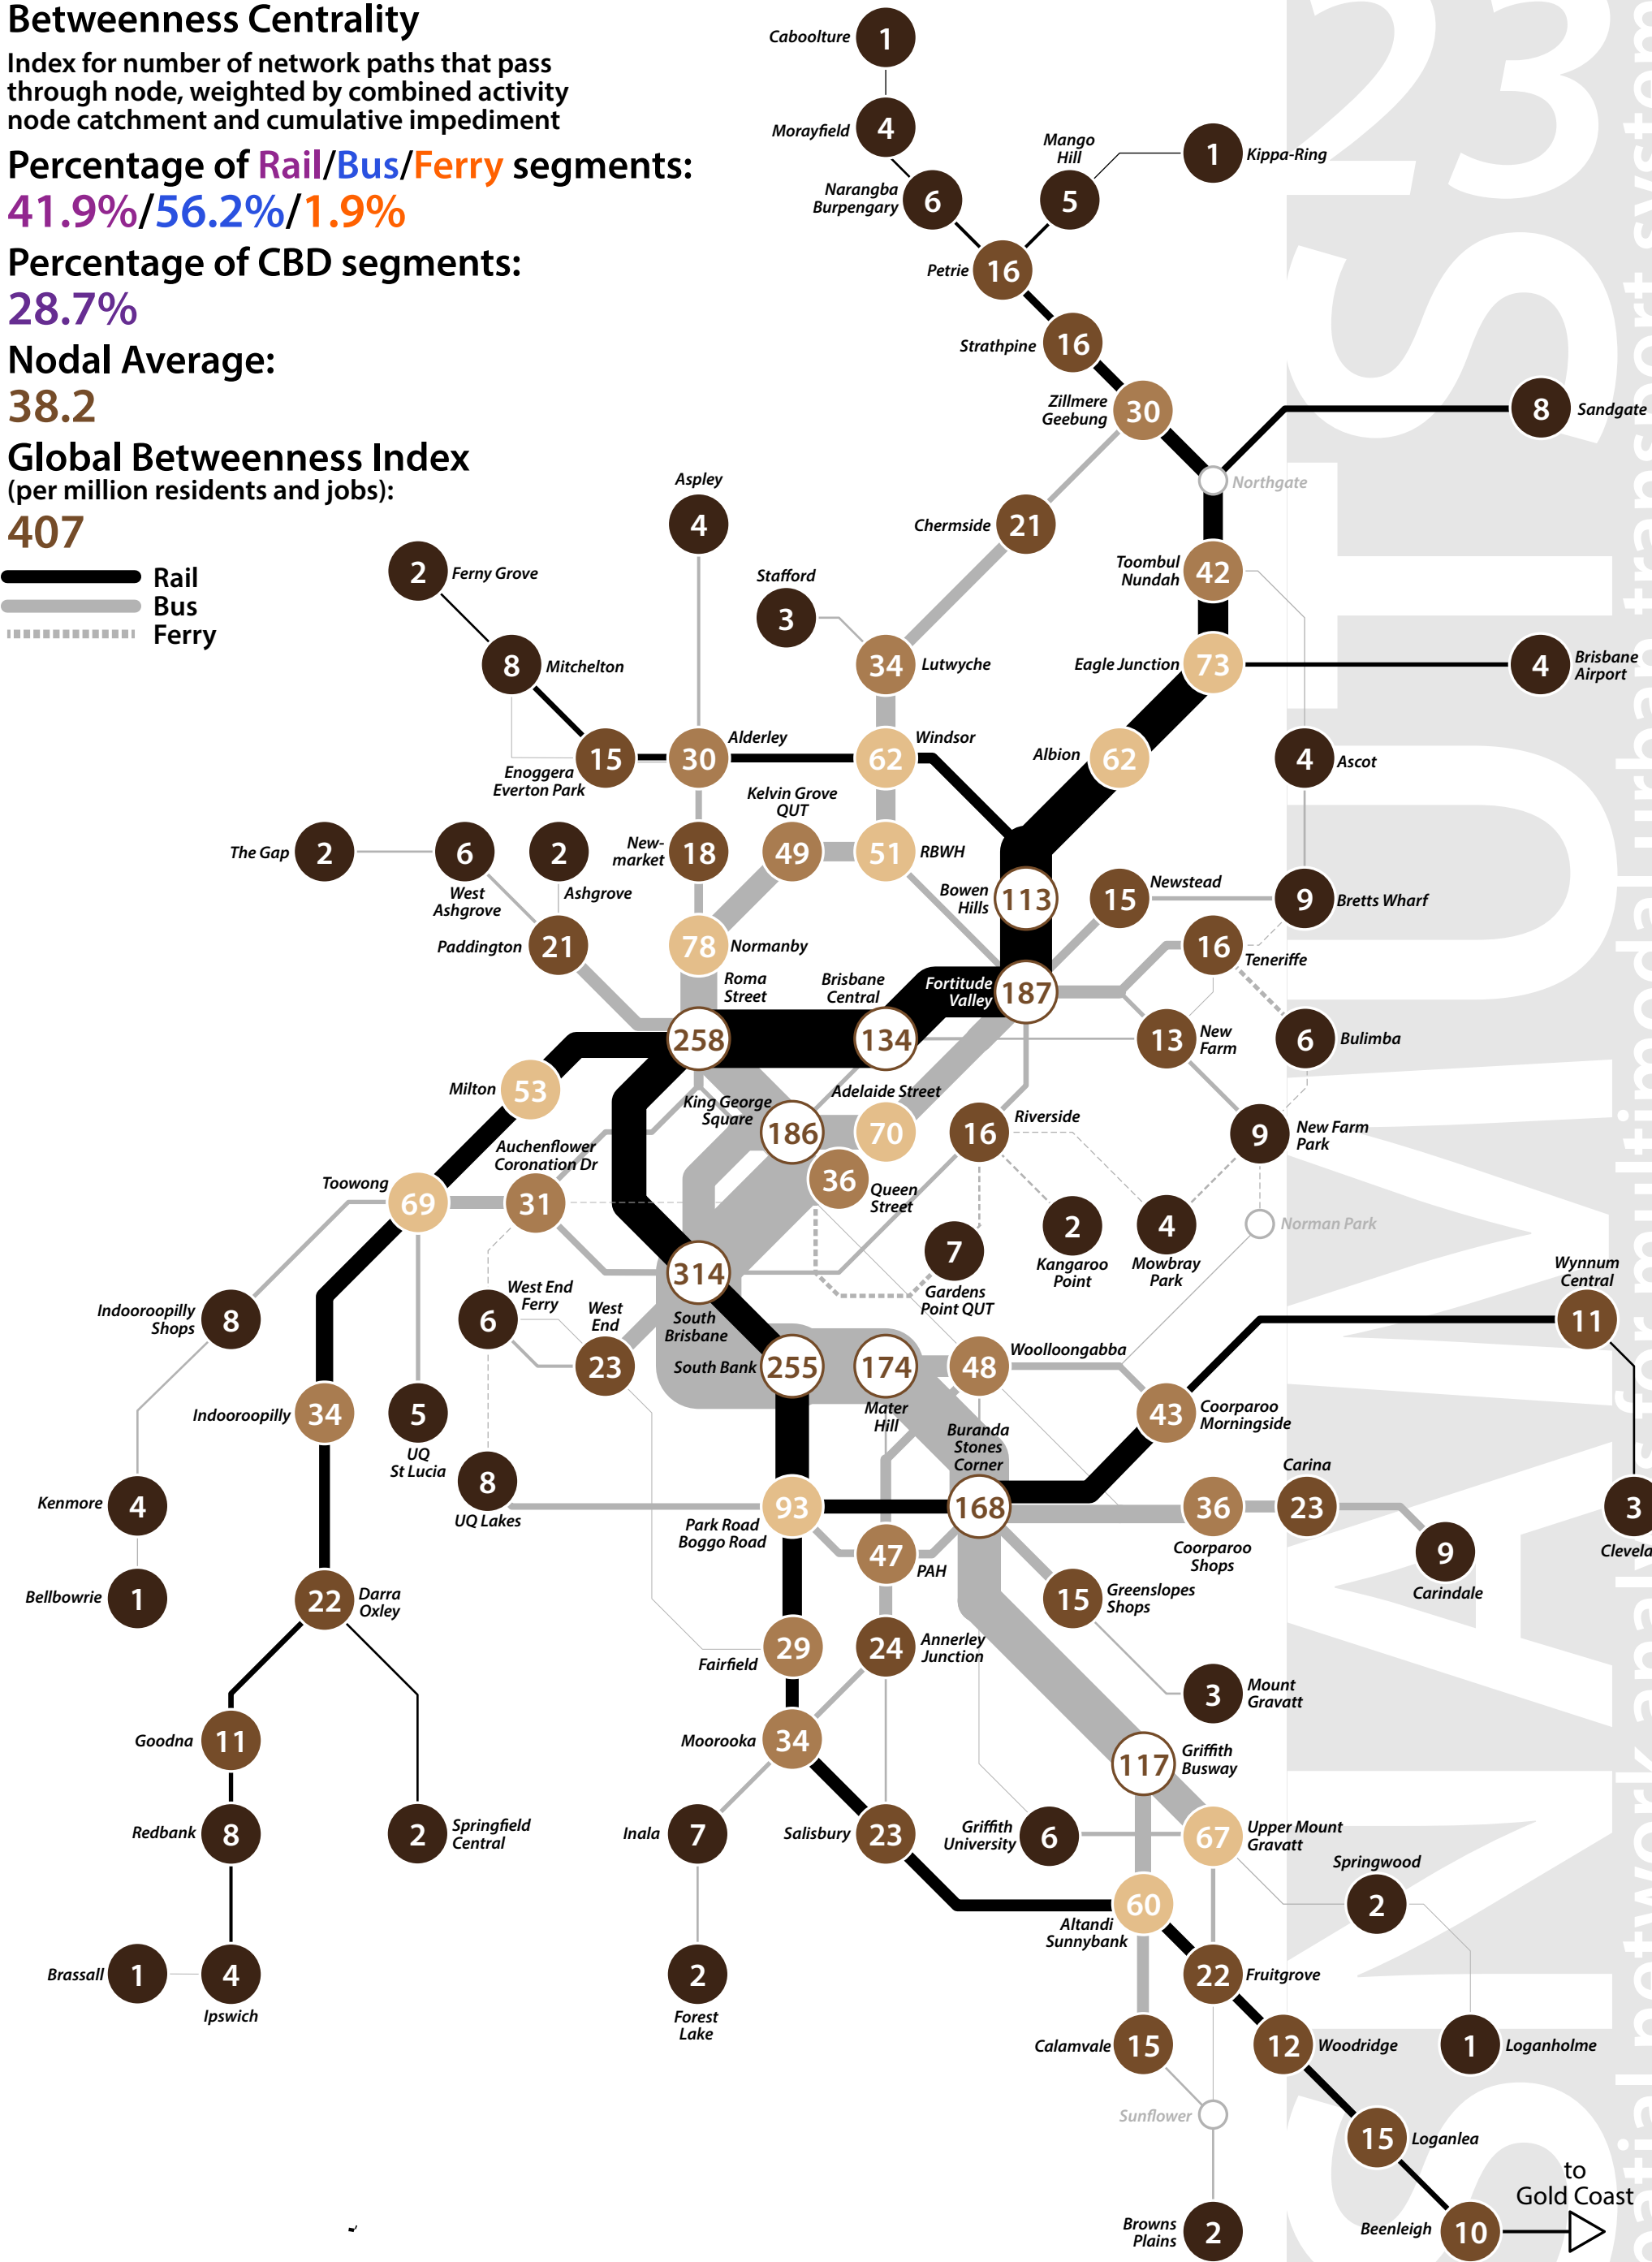 Betweenness Centrality
Index for number of network paths that pass
through node, weighted by combined activity
node catchment and cumulative impediment
Percentage of Rail/Bus/Ferry segments:
41.9%/56.2%/1.9%
Percentage of CBD segments:
28.7%
Nodal Average:
38.2
Global Betweenness Index
(per million residents and jobs):
407
Rail
Bus
Ferry
23
SNAMUTS
Caboolture
1
Morayfield
4
Mango
Hill
5
1
Kippa-Ring
Narangba
Burpengary
6
Petrie
16
Strathpine
16
Zillmere
Geebung
30
8
Sandgate
Northgate
Aspley
4
Chermside
21
2
Ferny Grove
Stafford
3
Toombul
Nundah
42
8
Mitchelton
34
Lutwyche
Eagle Junction
73
4
Brisbane
Airport
Enoggera
Everton Park
15
30
Alderley
62
Windsor
Albion
62
4
Ascot
The Gap
2
6
West
Ashgrove
2
Ashgrove
New-
market
18
Kelvin Grove
QUT
49
51
RBWH
Bowen
Hills
113
15
Newstead
9
Bretts Wharf
Paddington
21
78
Normanby
16
Teneriffe
Roma
Street
258
Brisbane
Central
134
Fortitude
Valley
187
13
New
Farm
6
Bulimba
Milton
53
King George
Square
186
Adelaide Street
70
16
Riverside
9
New Farm
Park
Auchenflower
Coronation Dr
31
Toowong
69
36
Queen
Street
7
Gardens
Point QUT
2
Kangaroo
Point
4
Mowbray
Park
Norman Park
314
South
Brisbane
Indooroopilly
Shops
8
West End
Ferry
6
West
End
23
South Bank
255
174
Mater
Hill
48
Woolloongabba
Wynnum
Central
11
Indooroopilly
34
5
UQ
St Lucia
43
Coorparoo
Morningside
Kenmore
4
8
UQ Lakes
93
Park Road
Boggo Road
Buranda
Stones
Corner
168
36
Coorparoo
Shops
Carina
23
3
47
PAH
9
Carindale
Bellbowrie
1
22
Darra
Oxley
15
Greenslopes
Shops
Fairfield
29
24
Annerley
Junction
3
Mount
Gravatt
Goodna
11
Moorooka
34
117
Griffith
Busway
Redbank
8
2
Springfield
Central
Inala
7
Salisbury
23
Griffith
University
6
67
Upper Mount
Gravatt
Springwood
2
60
Altandi
Sunnybank
Brassall
1
4
Ipswich
2
Forest
Lake
22
Fruitgrove
Calamvale
15
12
Woodridge
1
Loganholme
Sunflower
15
Loganlea
to
Gold Coast
Browns
Plains
2
Beenleigh
10